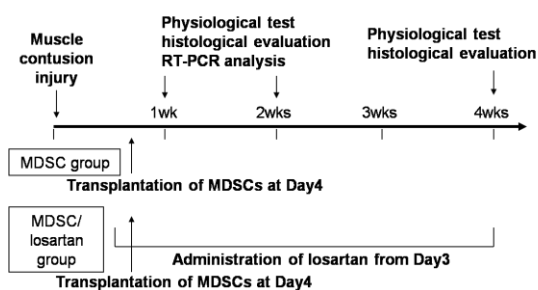 Muscle
contusion
injury
Physiological test
histological evaluation
RT-PCR analysis
Physiological test
histological evaluation
1wk
2wks
3wks
4wks
MDSC group
Transplantation of MDSCs at Day4
MDSC/
losartan
group
Administration of losartan from Day3
Transplantation of MDSCs at Day4